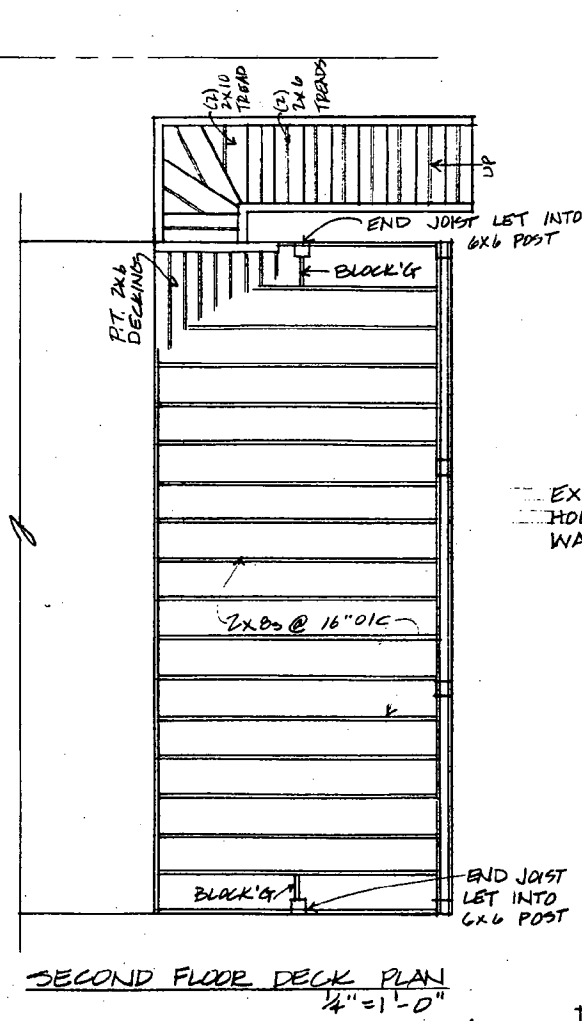 (2)
2x10
TREAD
(2)
2x6
TREADS
UP
END JOIST LET INTO
6x6 POST
BLOCK'G
P.T. 2x6
DECKINGS
EX
HO
WA
2x8s @ 16" O/C
BLOCK'G
END JOIST
LET INTO
6x6 POST
SECOND FLOOR DECK PLAN
1/4" = 1'-0"